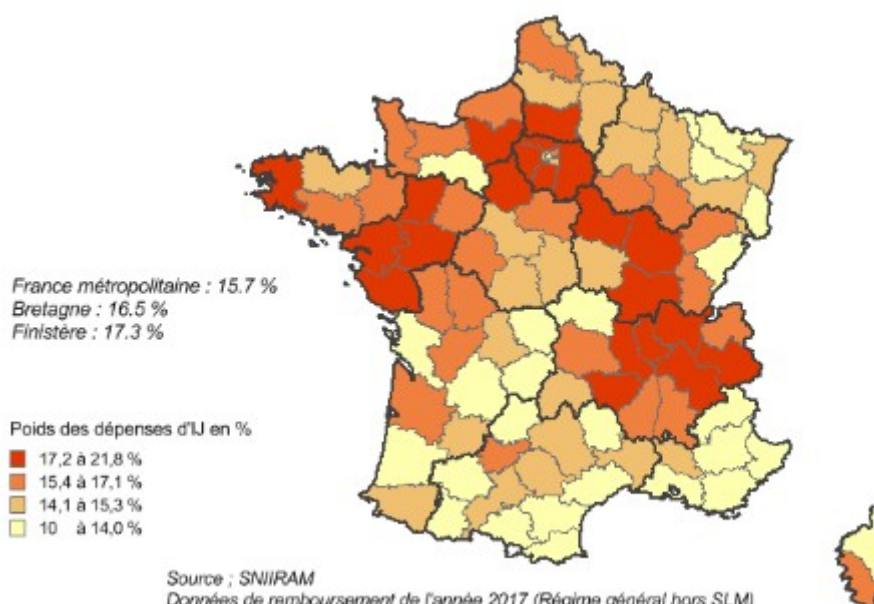 France métropolitaine : 15.7 %
Bretagne : 16.5 %
Finistère : 17.3 %
Poids des dépenses d'IJ en %
17,2 à 21,8 %
15,4 à 17,1 %
14,1 à 15,3 %
10 à 14,0 %
Source ; SNIIRAM
Données de remboursement de l'année 2017 (Régime général hors SLM)